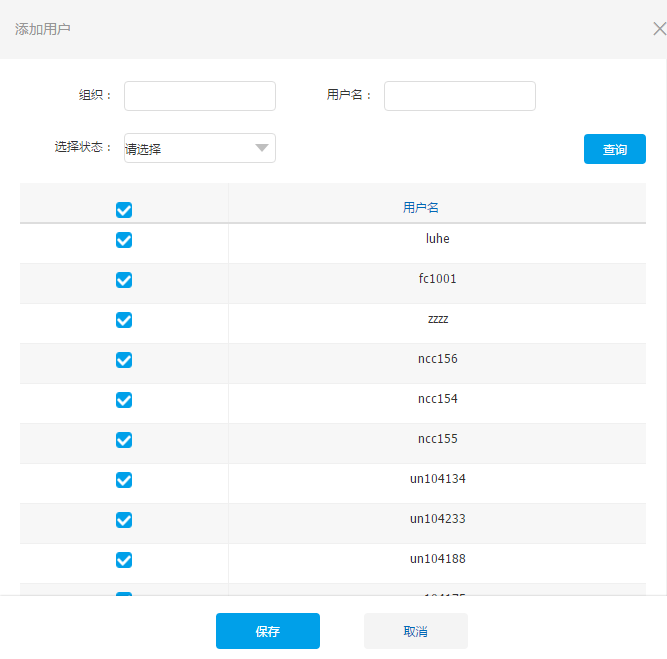 添加用户
组织： 用户名：
选择状态： 请选择 查询
用户名
luhe
fc1001
zzzz
ncc156
ncc154
ncc155
un104134
un104233
un104188
保存 取消